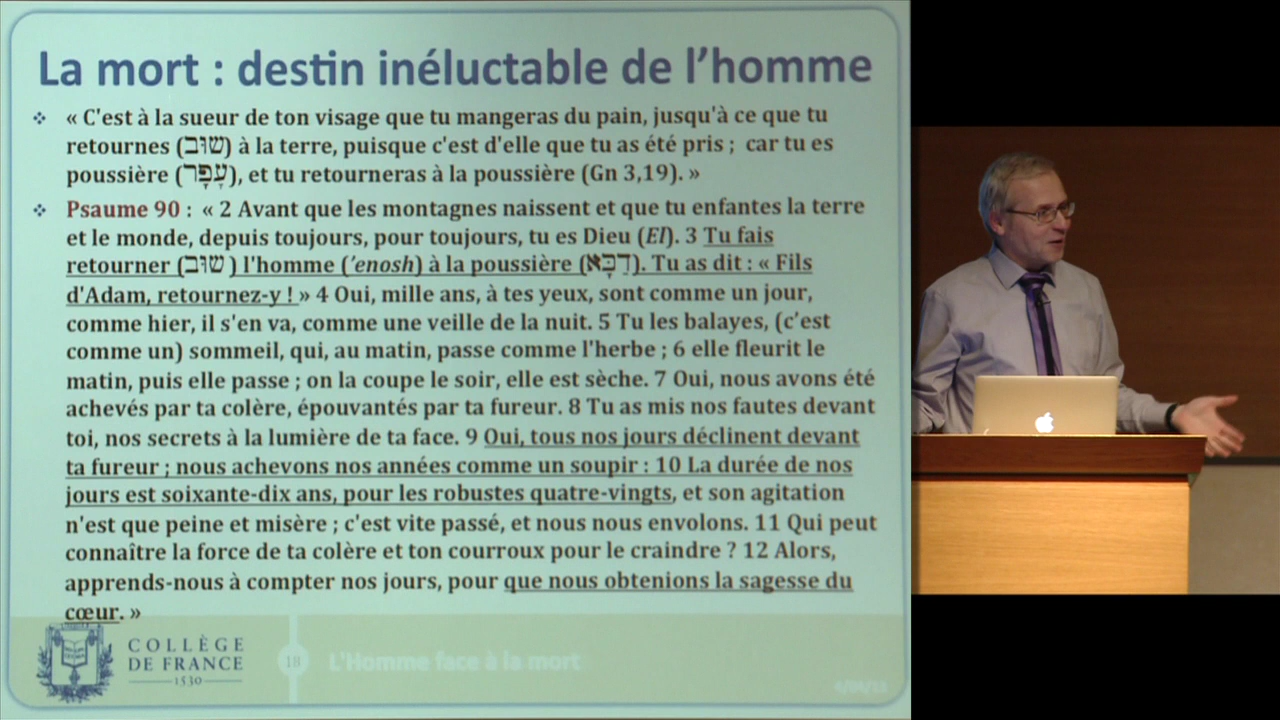 La mort : destin inéluctable de l'homme
❖ « C'est à la sueur de ton visage que tu mangeras du pain, jusqu'à ce que tu
retournes (שׁוּב) à la terre, puisque c'est d'elle que tu as été pris ; car tu es
poussière (עָפָר), et tu retourneras à la poussière (Gn 3,19). »
❖ Psaume 90 : « 2 Avant que les montagnes naissent et que tu enfantes la terre
et le monde, depuis toujours, pour toujours, tu es Dieu (El). 3 Tu fais
retourner (שׁוּב ) l'homme ('enosh) à la poussière (דַּכָּא). Tu as dit : « Fils
d'Adam, retournez-y ! » 4 Oui, mille ans, à tes yeux, sont comme un jour,
comme hier, il s'en va, comme une veille de la nuit. 5 Tu les balayes, (c'est
comme un) sommeil, qui, au matin, passe comme l'herbe ; 6 elle fleurit le
matin, puis elle passe ; on la coupe le soir, elle est sèche. 7 Oui, nous avons été
achevés par ta colère, épouvantés par ta fureur. 8 Tu as mis nos fautes devant
toi, nos secrets à la lumière de ta face. 9 Oui, tous nos jours déclinent devant
ta fureur ; nous achevons nos années comme un soupir : 10 La durée de nos
jours est soixante-dix ans, pour les robustes quatre-vingts, et son agitation
n'est que peine et misère ; c'est vite passé, et nous nous envolons. 11 Qui peut
connaître la force de ta colère et ton courroux pour le craindre ? 12 Alors,
apprends-nous à compter nos jours, pour que nous obtenions la sagesse du
cœur. »
COLLÈGE
DE FRANCE
1530
18
L'Homme face à la mort